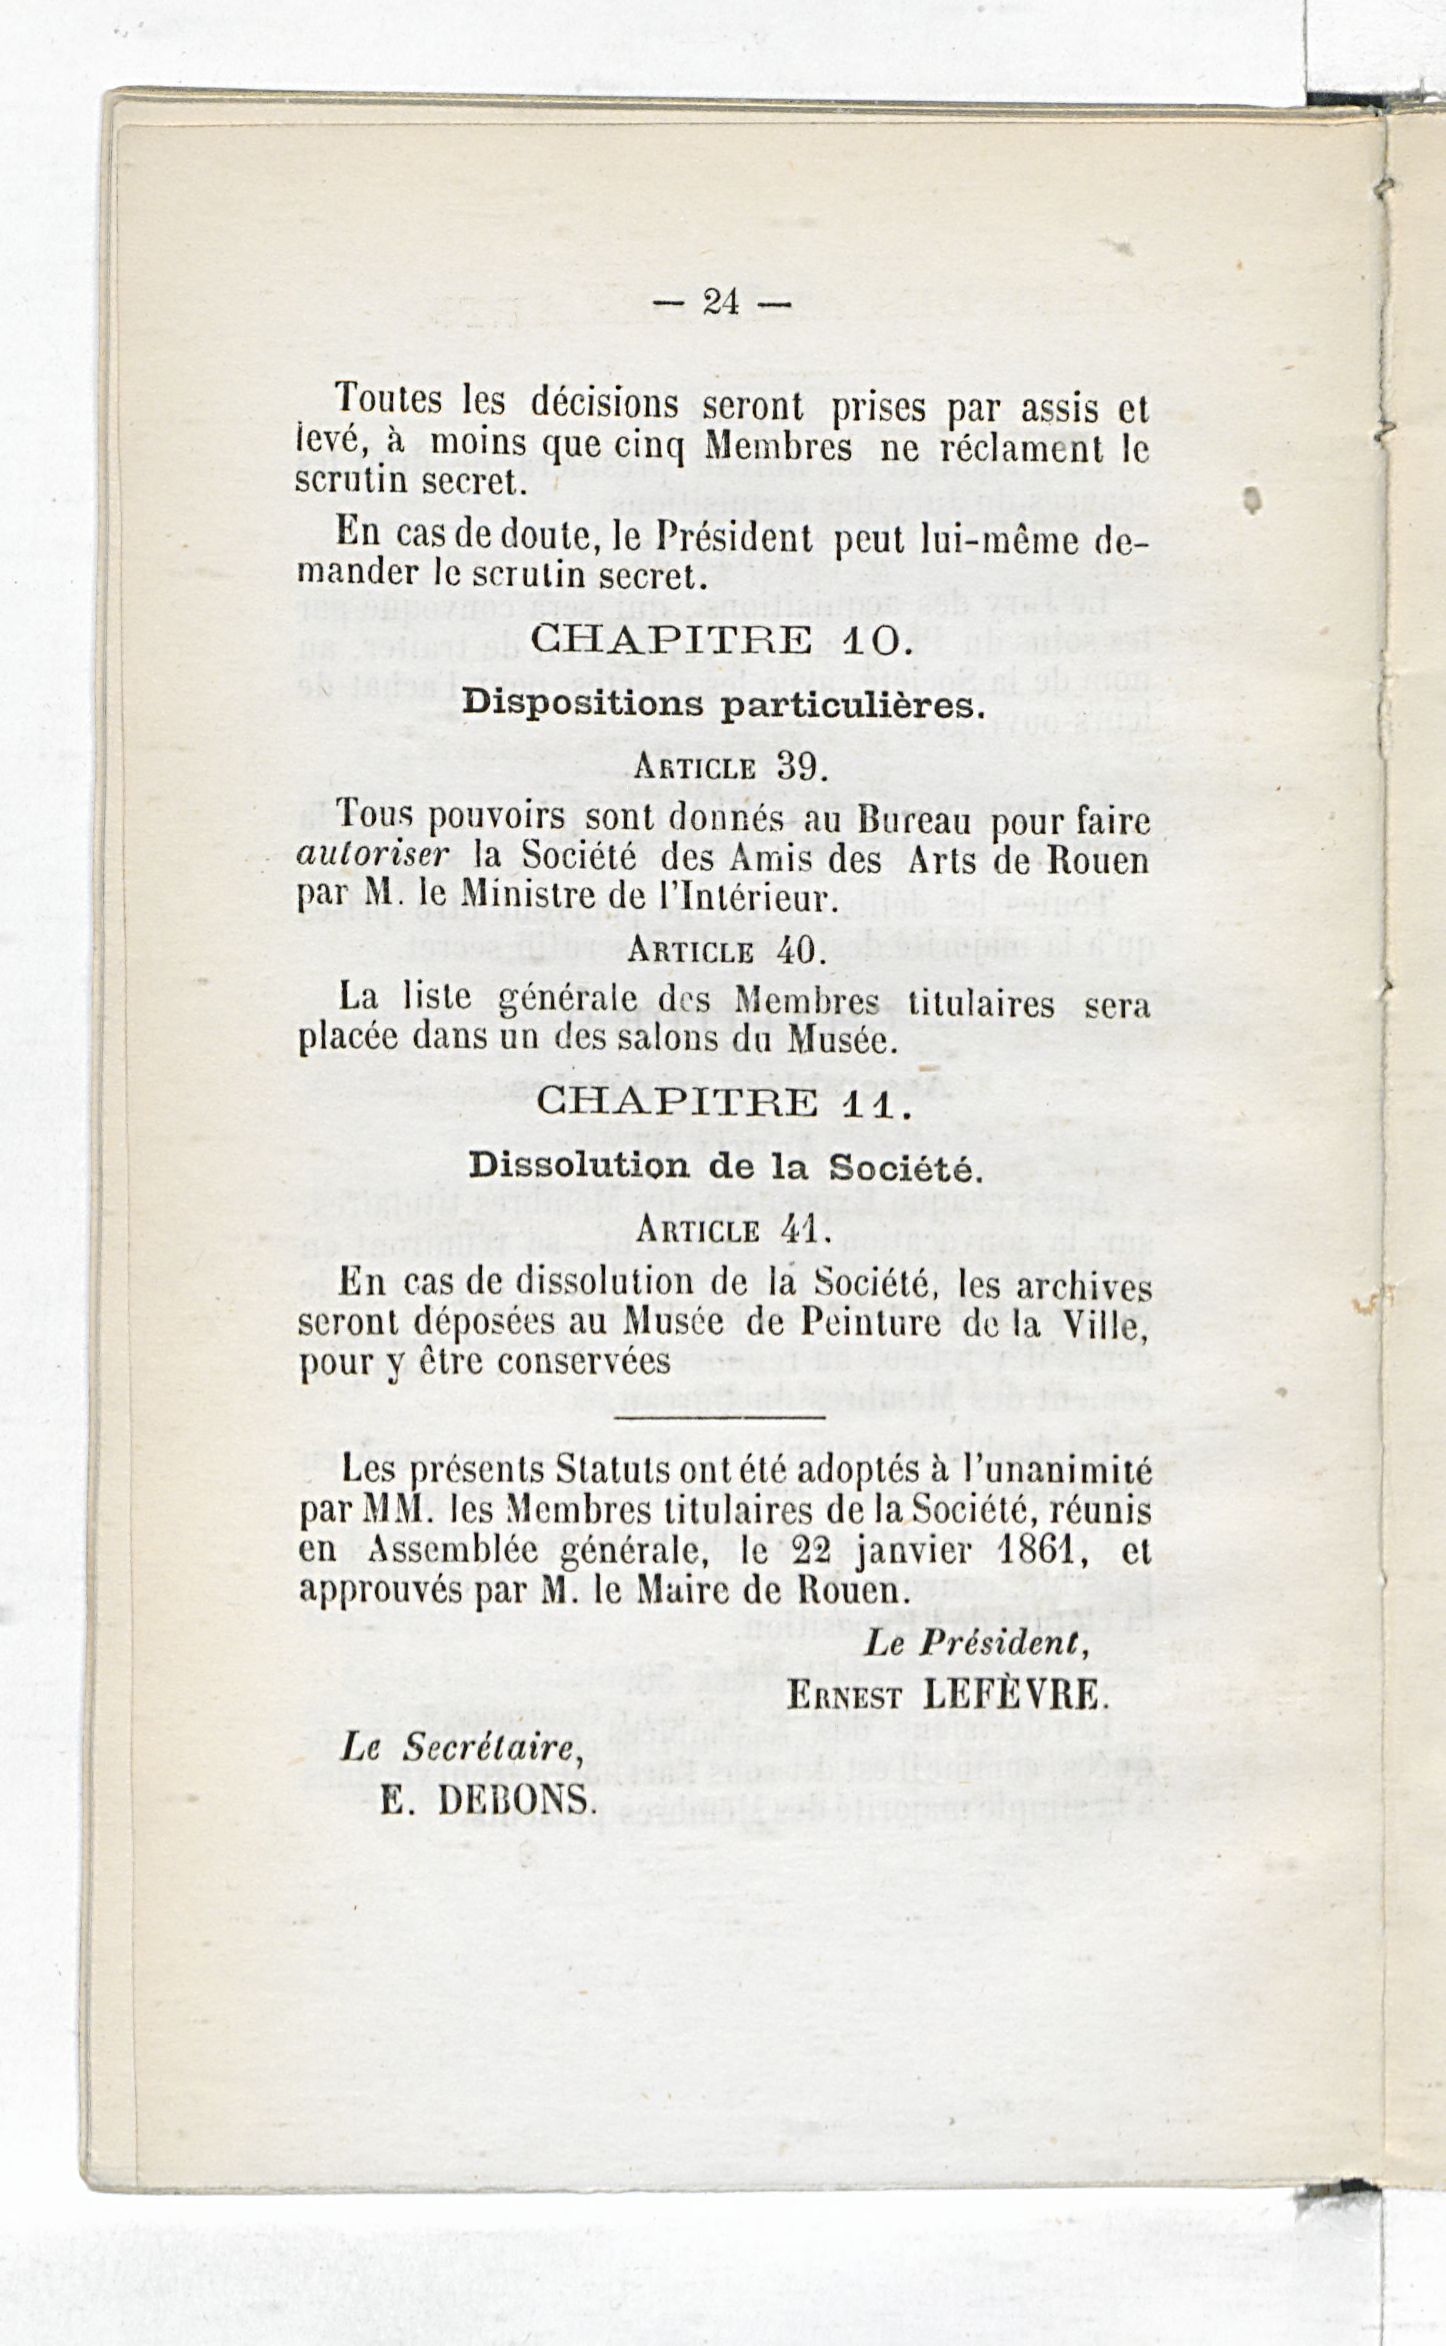 — 24 —
Toutes les décisions seront prises par assis et
levé, à moins que cinq Membres ne réclament le
scrutin secret.
En cas de doute, le Président peut lui-même de-
mander le scrutin secret.
CHAPITRE 10.
Dispositions particulières.
ARTICLE 39.
Tous pouvoirs sont donnés au Bureau pour faire
autoriser la Société des Amis des Arts de Rouen
par M. le Ministre de l'Intérieur.
ARTICLE 40.
La liste générale des Membres titulaires sera
placée dans un des salons du Musée.
CHAPITRE 11.
Dissolution de la Société.
ARTICLE 41.
En cas de dissolution de la Société, les archives
seront déposées au Musée de Peinture de la Ville,
pour y être conservées
Les présents Statuts ont été adoptés à l'unanimité
par MM. les Membres titulaires de la Société, réunis
en Assemblée générale, le 22 janvier 1861, et
approuvés par M. le Maire de Rouen.
Le Président,
ERNEST LEFÈVRE.
Le Secrétaire,
E. DEBONS.